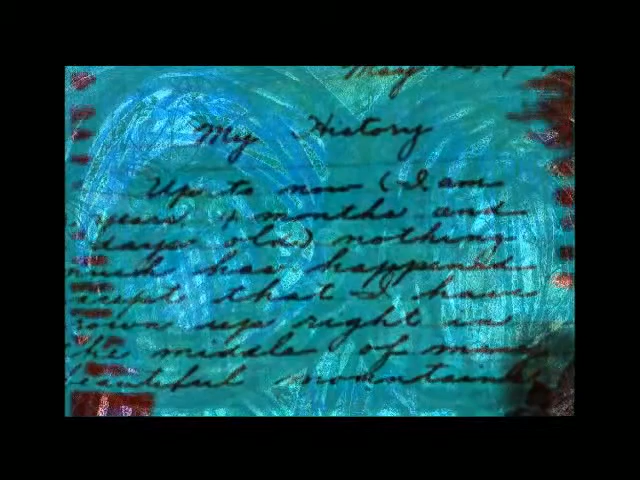 May
My History
Up to now (I am
years & months and
days old) nothing
much has happened
except that I have
grown up right in
the middle of
beautiful mountains